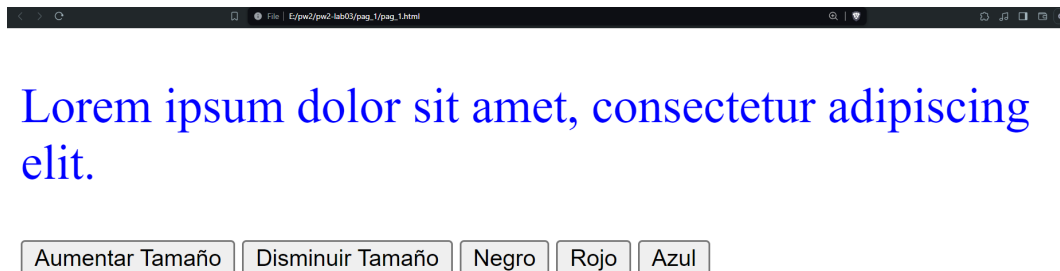 File E:/pw2/pw2-lab03/pag_1/pag_1.html
Lorem ipsum dolor sit amet, consectetur adipiscing
elit.
Aumentar Tamaño Disminuir Tamaño Negro Rojo Azul